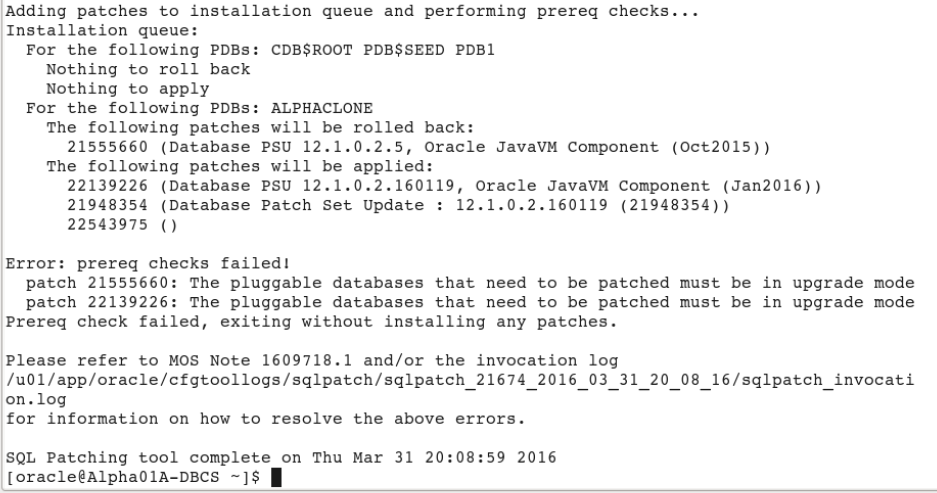 Adding patches to installation queue and performing prereq checks...
Installation queue:
  For the following PDBs: CDB$ROOT PDB$SEED PDB1
    Nothing to roll back
    Nothing to apply
  For the following PDBs: ALPHACLONE
    The following patches will be rolled back:
      21555660 (Database PSU 12.1.0.2.5, Oracle JavaVM Component (Oct2015))
    The following patches will be applied:
      22139226 (Database PSU 12.1.0.2.160119, Oracle JavaVM Component (Jan2016))
      21948354 (Database Patch Set Update : 12.1.0.2.160119 (21948354))
      22543975 ()

Error: prereq checks failed!
  patch 21555660: The pluggable databases that need to be patched must be in upgrade mode
  patch 22139226: The pluggable databases that need to be patched must be in upgrade mode
Prereq check failed, exiting without installing any patches.

Please refer to MOS Note 1609718.1 and/or the invocation log
/u01/app/oracle/cfgtoollogs/sqlpatch/sqlpatch_21674_2016_03_31_20_08_16/sqlpatch_invocati
on.log
for information on how to resolve the above errors.

SQL Patching tool complete on Thu Mar 31 20:08:59 2016
[oracle@Alpha01A-DBCS ~]$